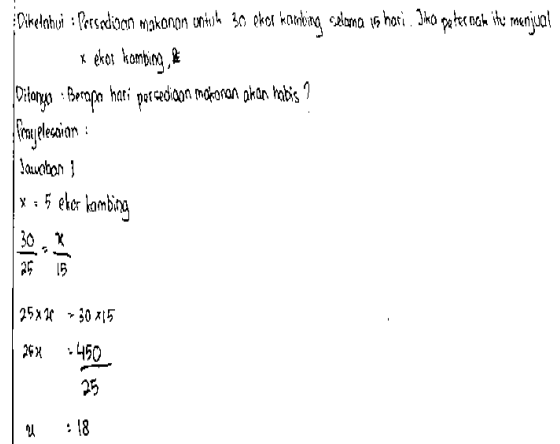 Diketahui : Persediaan makanan untuk 30 ekor kambing selama 15 hari. Jika peternak itu menjual
x ekor kambing,
Ditanya : Berapa hari persediaan makanan akan habis?
Penyelesaian :
Jawaban 1
x = 5 ekor kambing
30/25 = x/15
25 × x = 30 × 15
25x = 450/25
x = 18